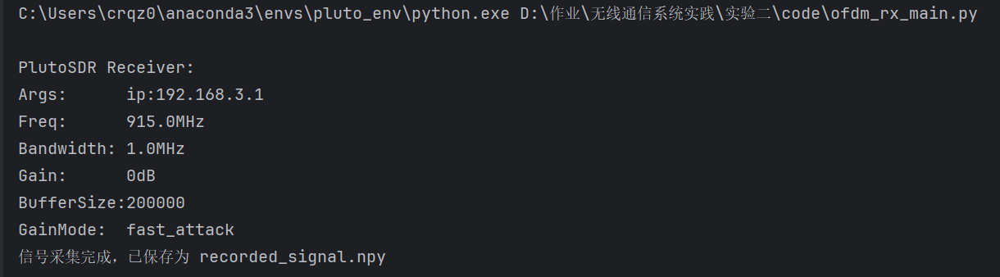 C:\Users\crqz0\anaconda3\envs\pluto_env\python.exe D:\作业\无线通信系统实践\实验二\code\ofdm_rx_main.py
PlutoSDR Receiver:
Args:      ip:192.168.3.1
Freq:      915.0MHz
Bandwidth: 1.0MHz
Gain:      0dB
BufferSize:200000
GainMode:  fast_attack
信号采集完成，已保存为 recorded_signal.npy